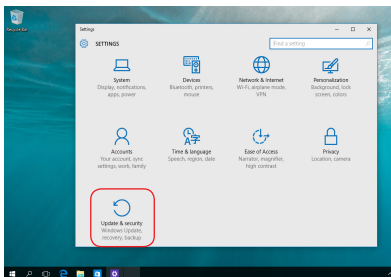 Recycle Bin
Settings
SETTINGS
Find a setting
System
Display, notifications,
apps, power
Devices
Bluetooth, printers,
mouse
Network & Internet
Wi-Fi, airplane mode,
VPN
Personalization
Background, lock
screen, colors
Accounts
Your account, sync
settings, work, family
Time & language
Speech, region, date
Ease of Access
Narrator, magnifier,
high contrast
Privacy
Location, camera
Update & security
Windows Update,
recovery, backup